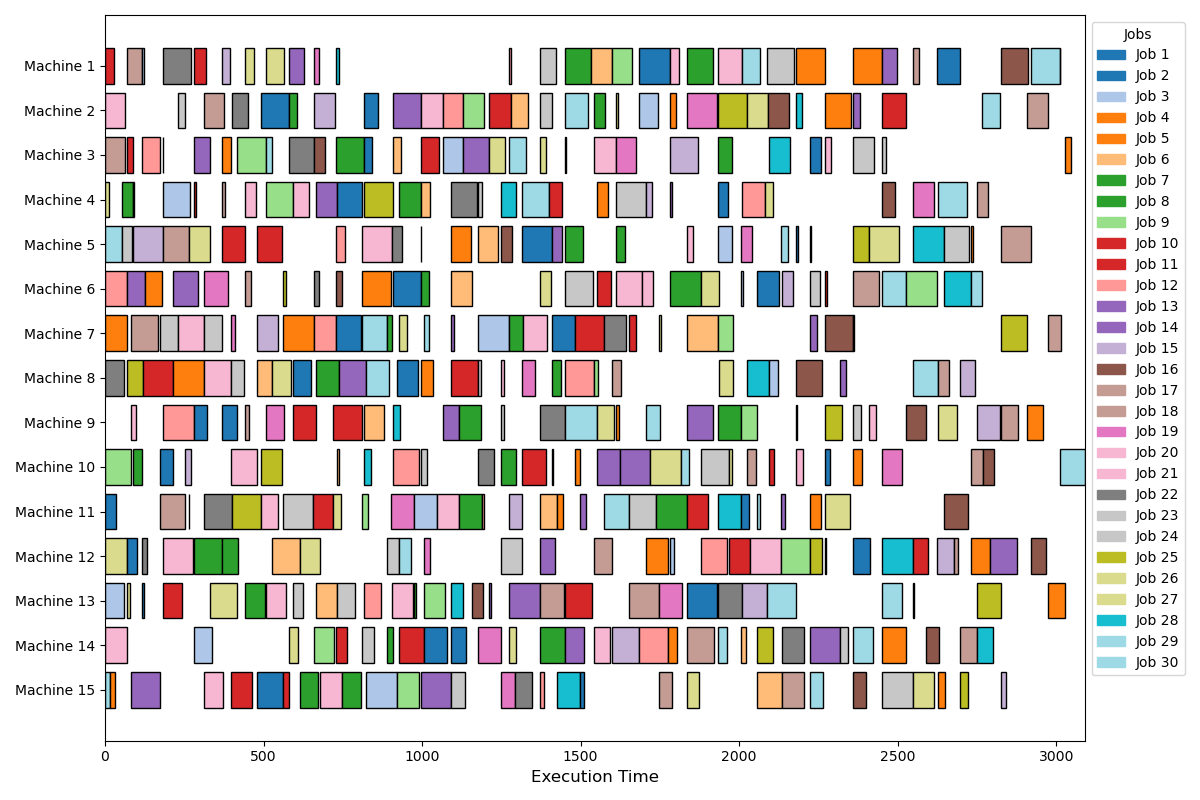 Machine 1
Machine 2
Machine 3
Machine 4
Machine 5
Machine 6
Machine 7
Machine 8
Machine 9
Machine 10
Machine 11
Machine 12
Machine 13
Machine 14
Machine 15
0 500 1000 1500 2000 2500 3000
Execution Time
Jobs
Job 1
Job 2
Job 3
Job 4
Job 5
Job 6
Job 7
Job 8
Job 9
Job 10
Job 11
Job 12
Job 13
Job 14
Job 15
Job 16
Job 17
Job 18
Job 19
Job 20
Job 21
Job 22
Job 23
Job 24
Job 25
Job 26
Job 27
Job 28
Job 29
Job 30